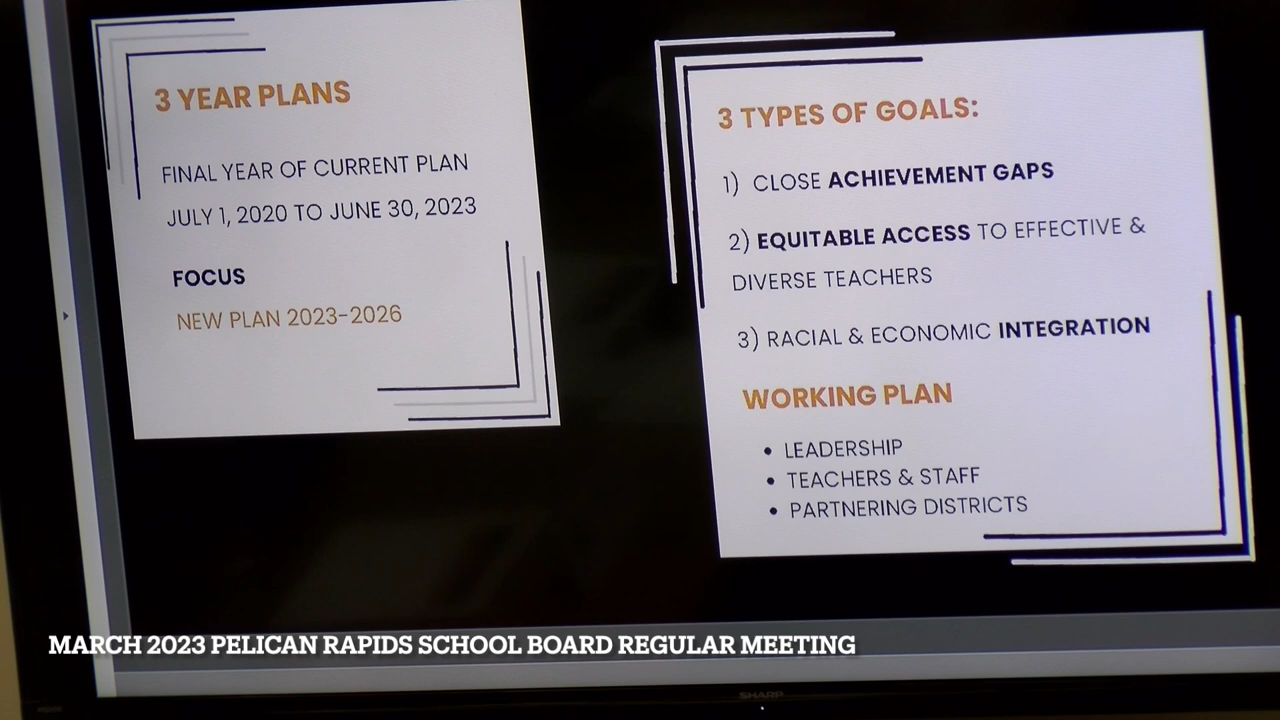 3 YEAR PLANS
FINAL YEAR OF CURRENT PLAN
JULY 1, 2020 TO JUNE 30, 2023
FOCUS
NEW PLAN 2023-2026
3 TYPES OF GOALS:
1) CLOSE ACHIEVEMENT GAPS
2) EQUITABLE ACCESS TO EFFECTIVE &
DIVERSE TEACHERS
3) RACIAL & ECONOMIC INTEGRATION
WORKING PLAN
• LEADERSHIP
• TEACHERS & STAFF
• PARTNERING DISTRICTS
MARCH 2023 PELICAN RAPIDS SCHOOL BOARD REGULAR MEETING
SHARP